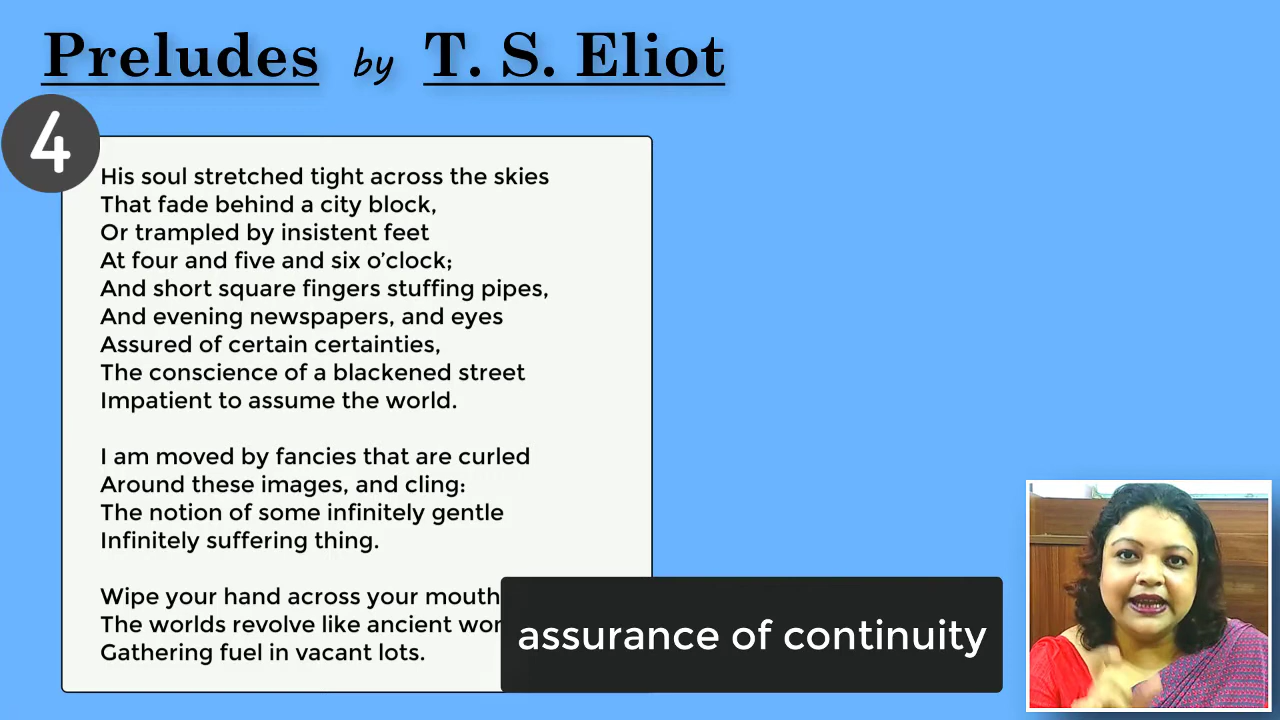 Preludes by T. S. Eliot
4
His soul stretched tight across the skies
That fade behind a city block,
Or trampled by insistent feet
At four and five and six o’clock;
And short square fingers stuffing pipes,
And evening newspapers, and eyes
Assured of certain certainties,
The conscience of a blackened street
Impatient to assume the world.
I am moved by fancies that are curled
Around these images, and cling:
The notion of some infinitely gentle
Infinitely suffering thing.
Wipe your hand across your mouth
The worlds revolve like ancient wor
Gathering fuel in vacant lots.
assurance of continuity